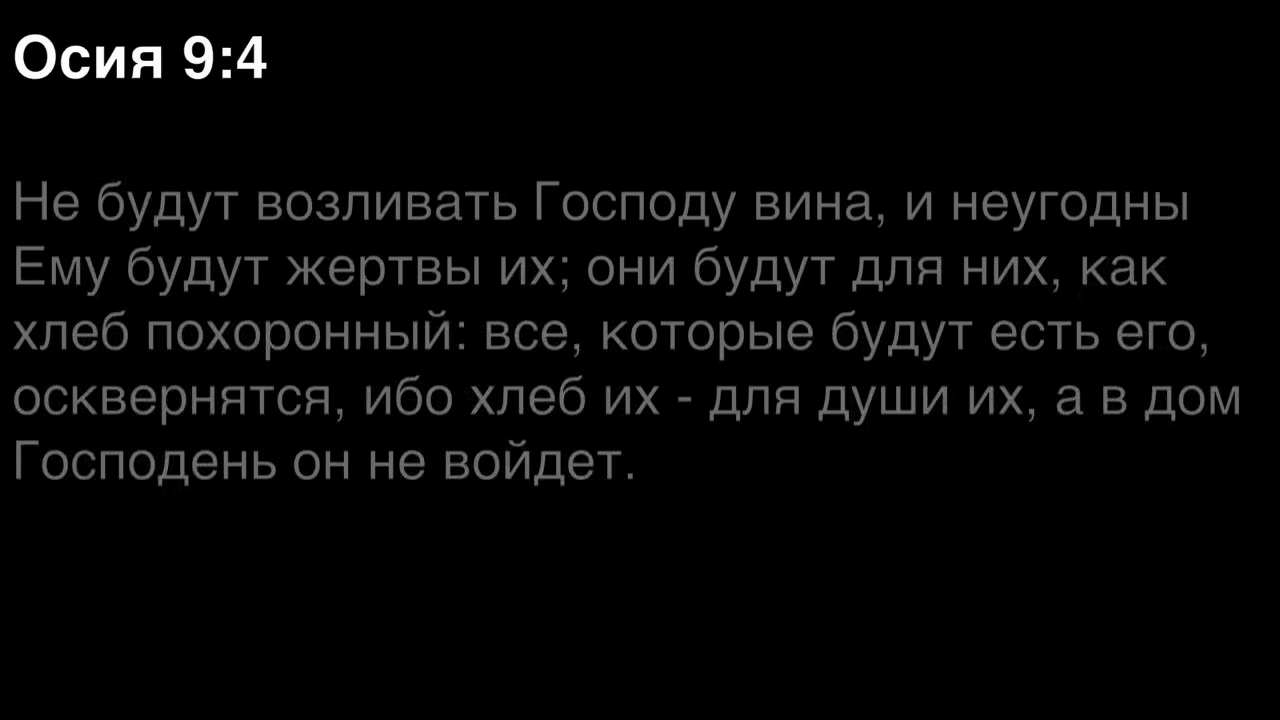 Осия 9:4
Не будут возливать Господу вина, и неугодны
Ему будут жертвы их; они будут для них, как
хлеб похоронный: все, которые будут есть его,
осквернятся, ибо хлеб их - для души их, а в дом
Господень он не войдет.